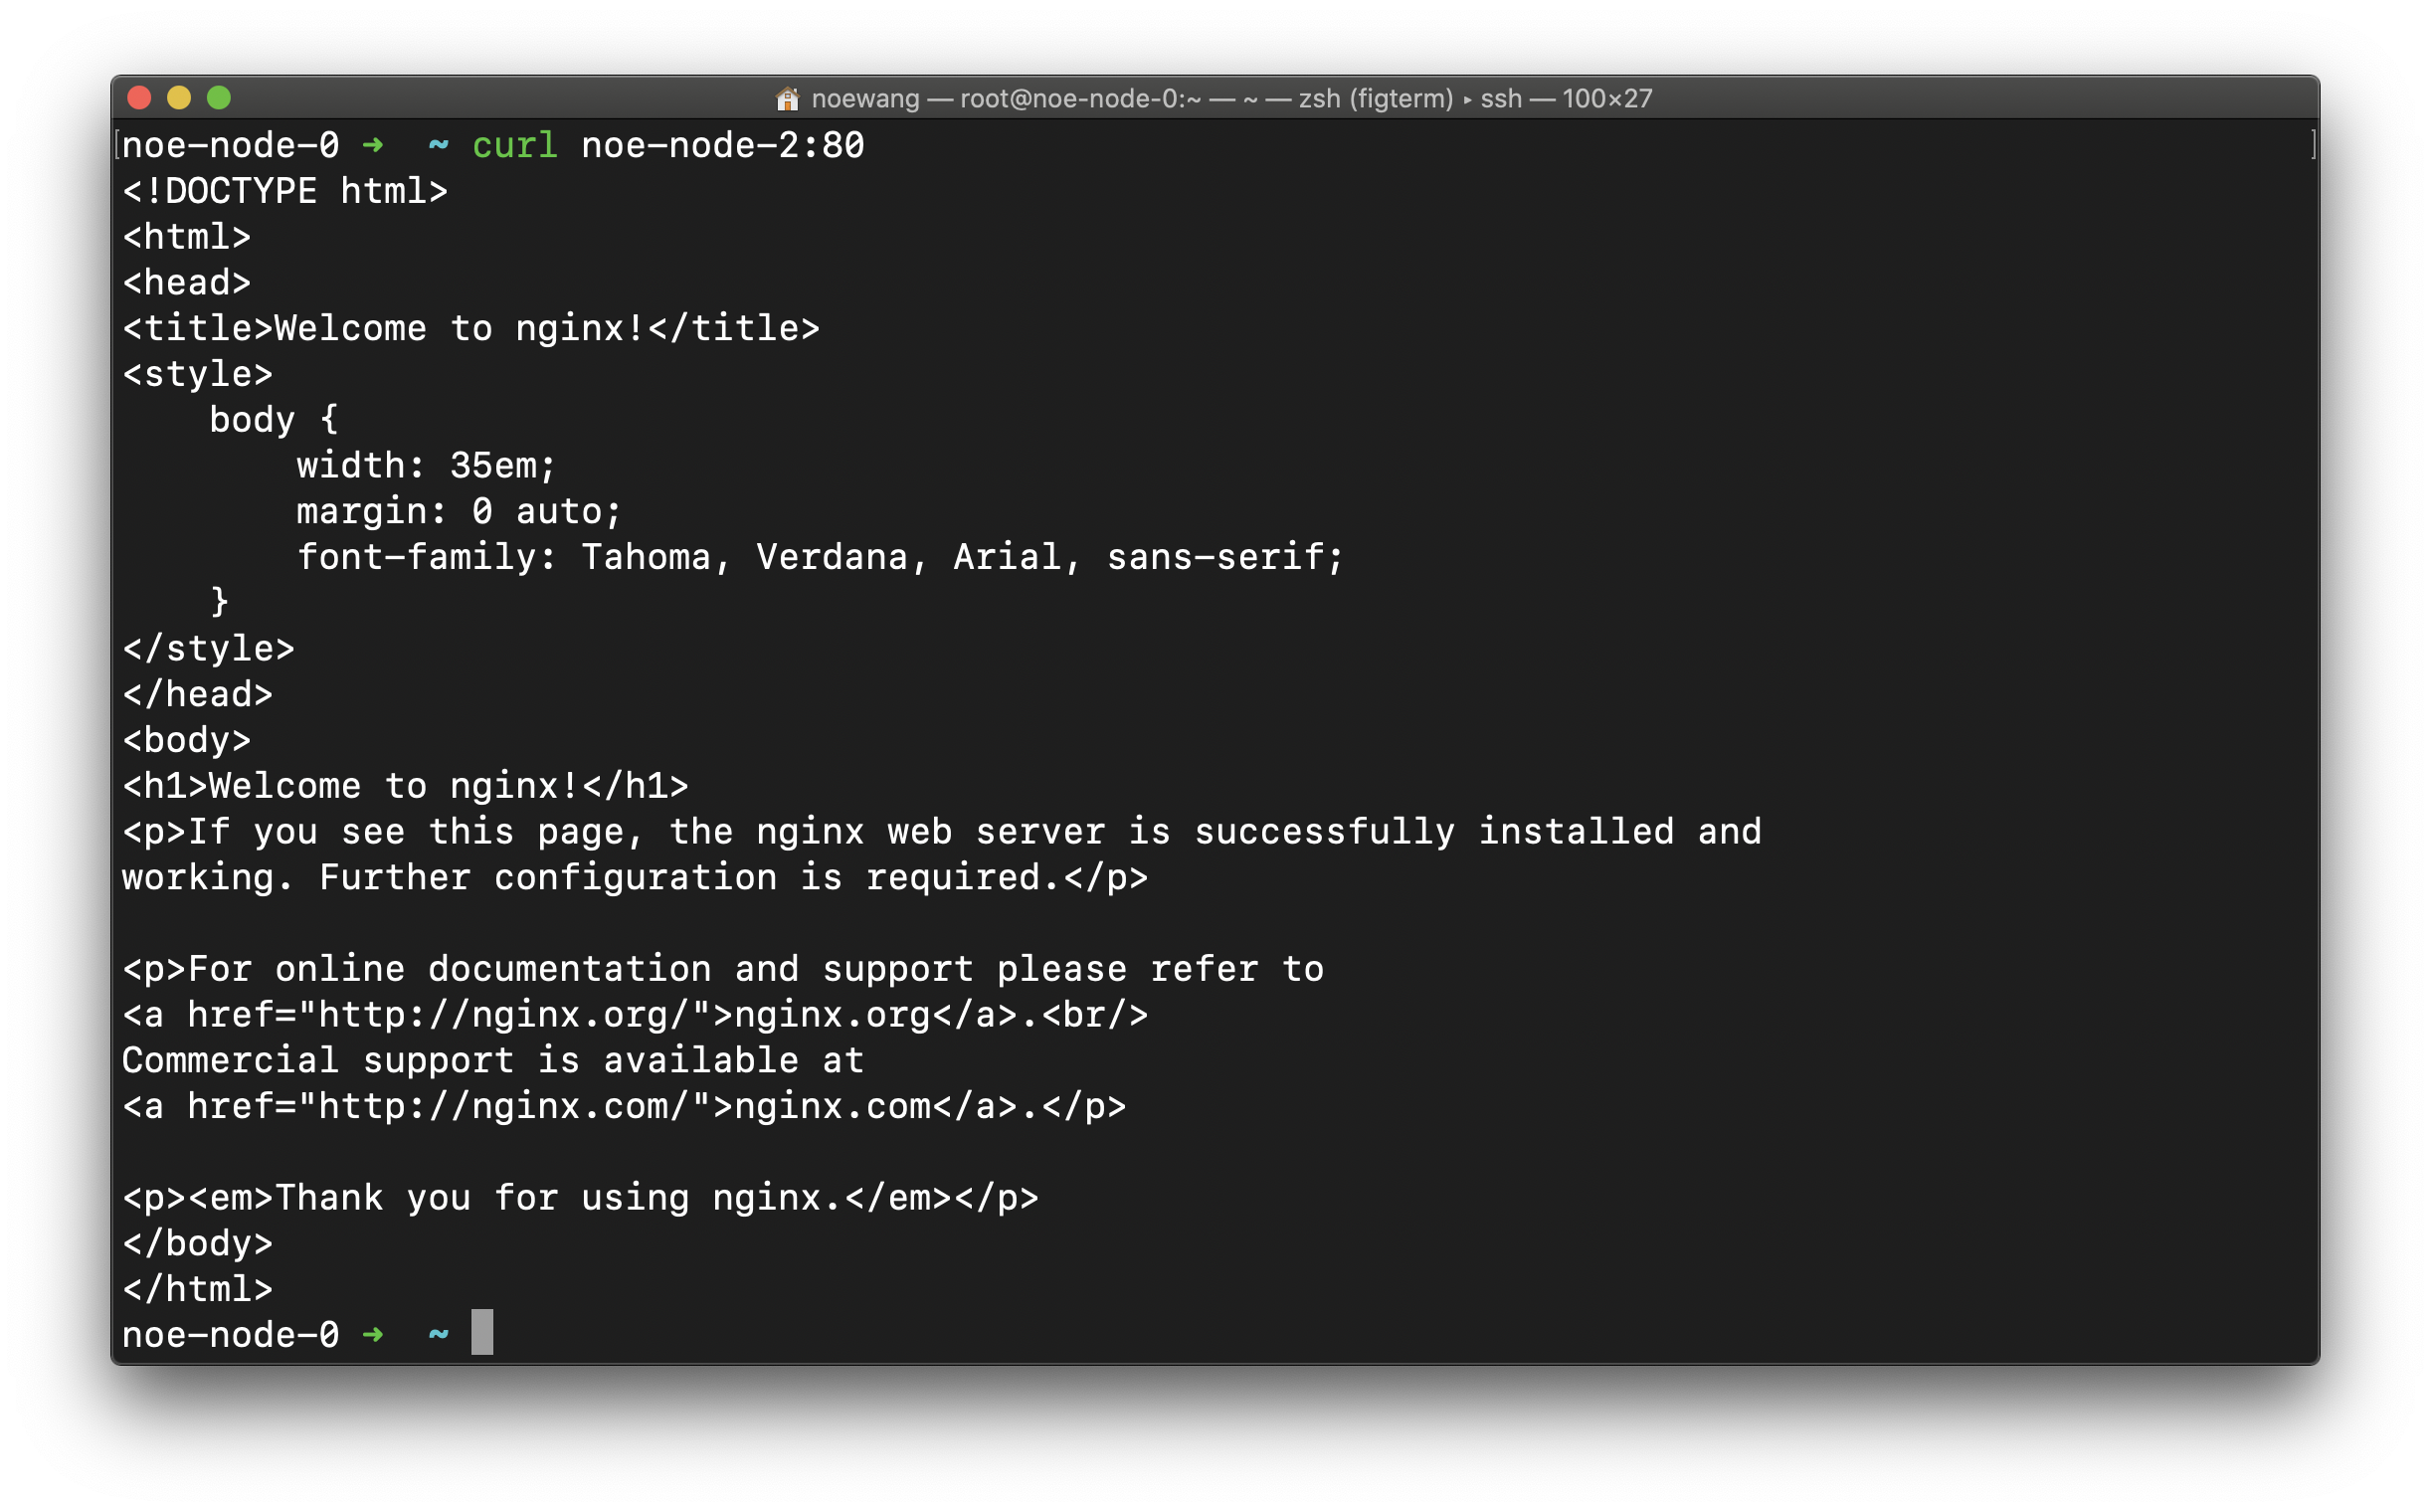 noewang — root@noe-node-0:~ — ~ — zsh (figterm) ▸ ssh — 100×27
[noe-node-0 ➜  ~ curl noe-node-2:80 ]
<!DOCTYPE html>
<html>
<head>
<title>Welcome to nginx!</title>
<style>
    body {
        width: 35em;
        margin: 0 auto;
        font-family: Tahoma, Verdana, Arial, sans-serif;
    }
</style>
</head>
<body>
<h1>Welcome to nginx!</h1>
<p>If you see this page, the nginx web server is successfully installed and
working. Further configuration is required.</p>

<p>For online documentation and support please refer to
<a href="http://nginx.org/">nginx.org</a>.<br/>
Commercial support is available at
<a href="http://nginx.com/">nginx.com</a>.</p>

<p><em>Thank you for using nginx.</em></p>
</body>
</html>
noe-node-0 ➜  ~